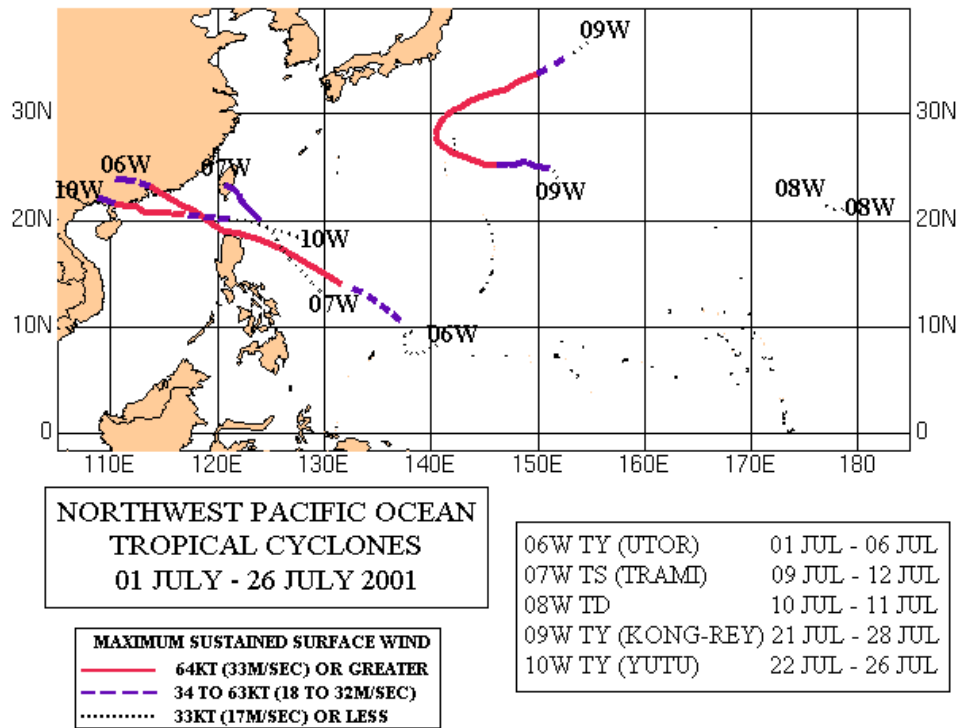 09W
30N
30N
06W
07W
10W
09W
08W
08W
20N
20N
10W
07W
10N
06W
10N
0
0
110E
120E
130E
140E
150E
160E
170E
180
NORTHWEST PACIFIC OCEAN
TROPICAL CYCLONES
01 JULY - 26 JULY 2001
06W TY (UTOR) 01 JUL - 06 JUL
07W TS (TRAMI) 09 JUL - 12 JUL
08W TD 10 JUL - 11 JUL
09W TY (KONG-REY) 21 JUL - 28 JUL
10W TY (YUTU) 22 JUL - 26 JUL
MAXIMUM SUSTAINED SURFACE WIND
64KT (33M/SEC) OR GREATER
34 TO 63KT (18 TO 32M/SEC)
33KT (17M/SEC) OR LESS